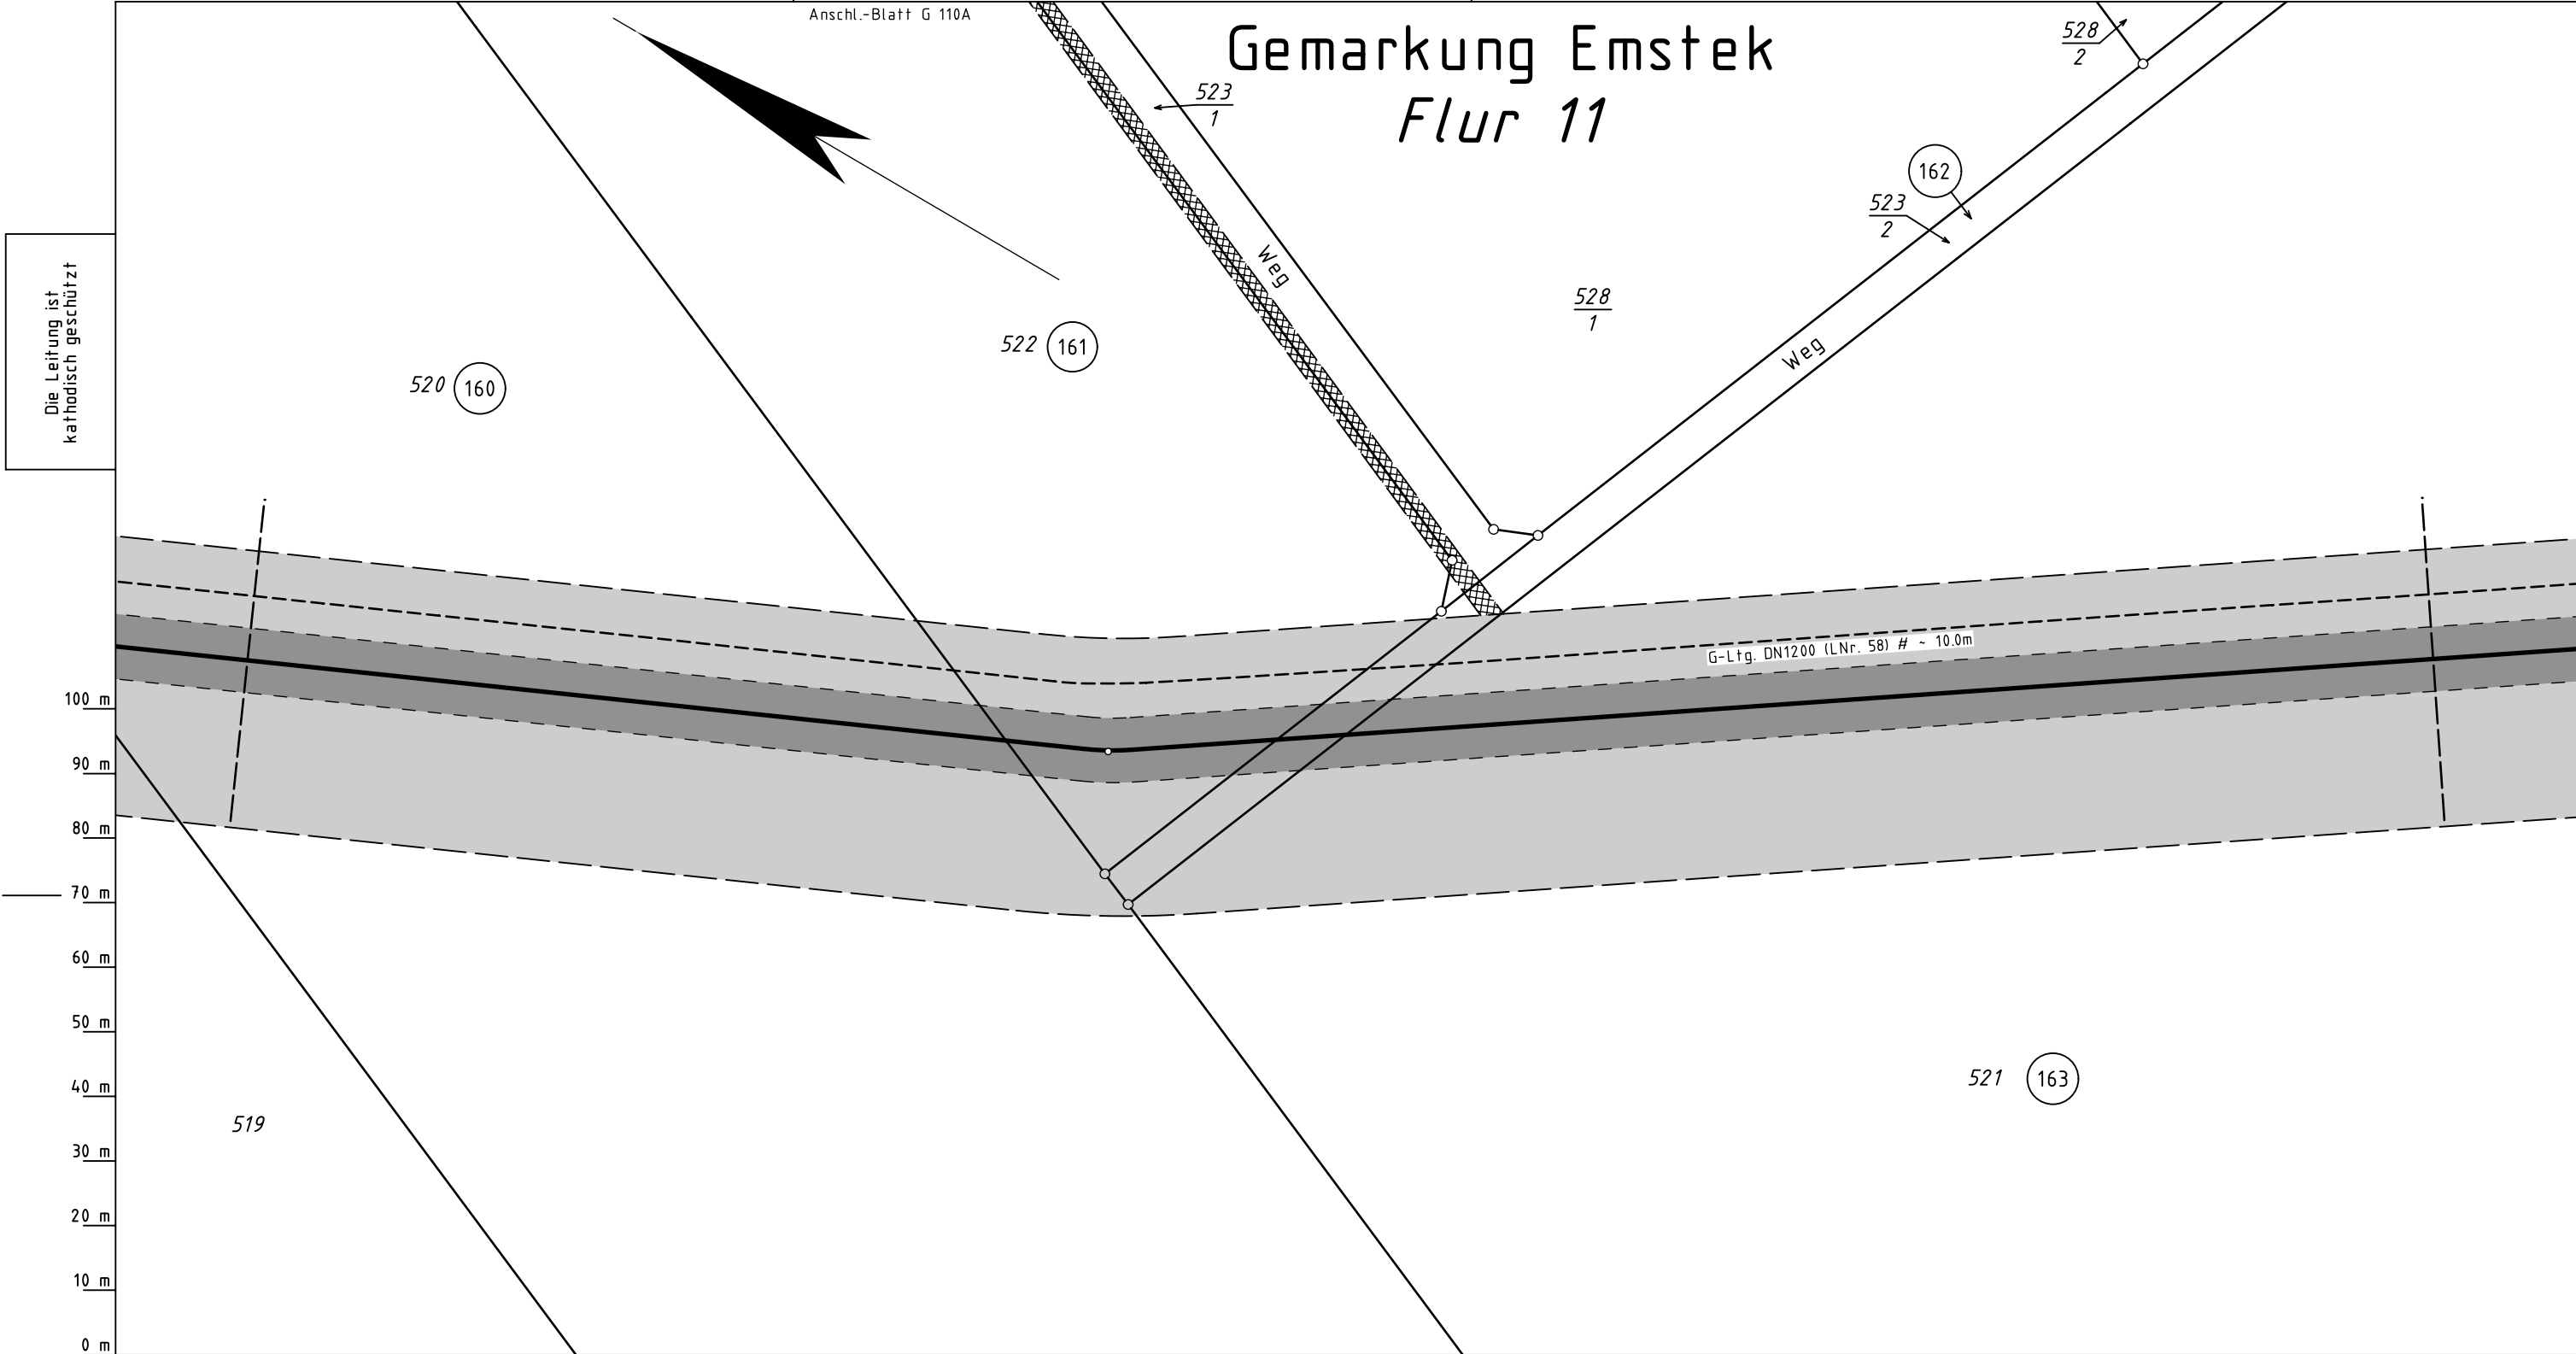 Anschl.-Blatt G 110A
Gemarkung Emstek
Flur 11
528
2
523
1
162
523
2
Weg
528
1
Weg
522 161
520 160
Die Leitung ist
kathodisch geschützt
G-Ltg. DN1200 (LNr. 58) # ~ 10.0m
100 m
90 m
80 m
70 m
60 m
50 m
40 m
30 m
20 m
10 m
0 m
521 163
519